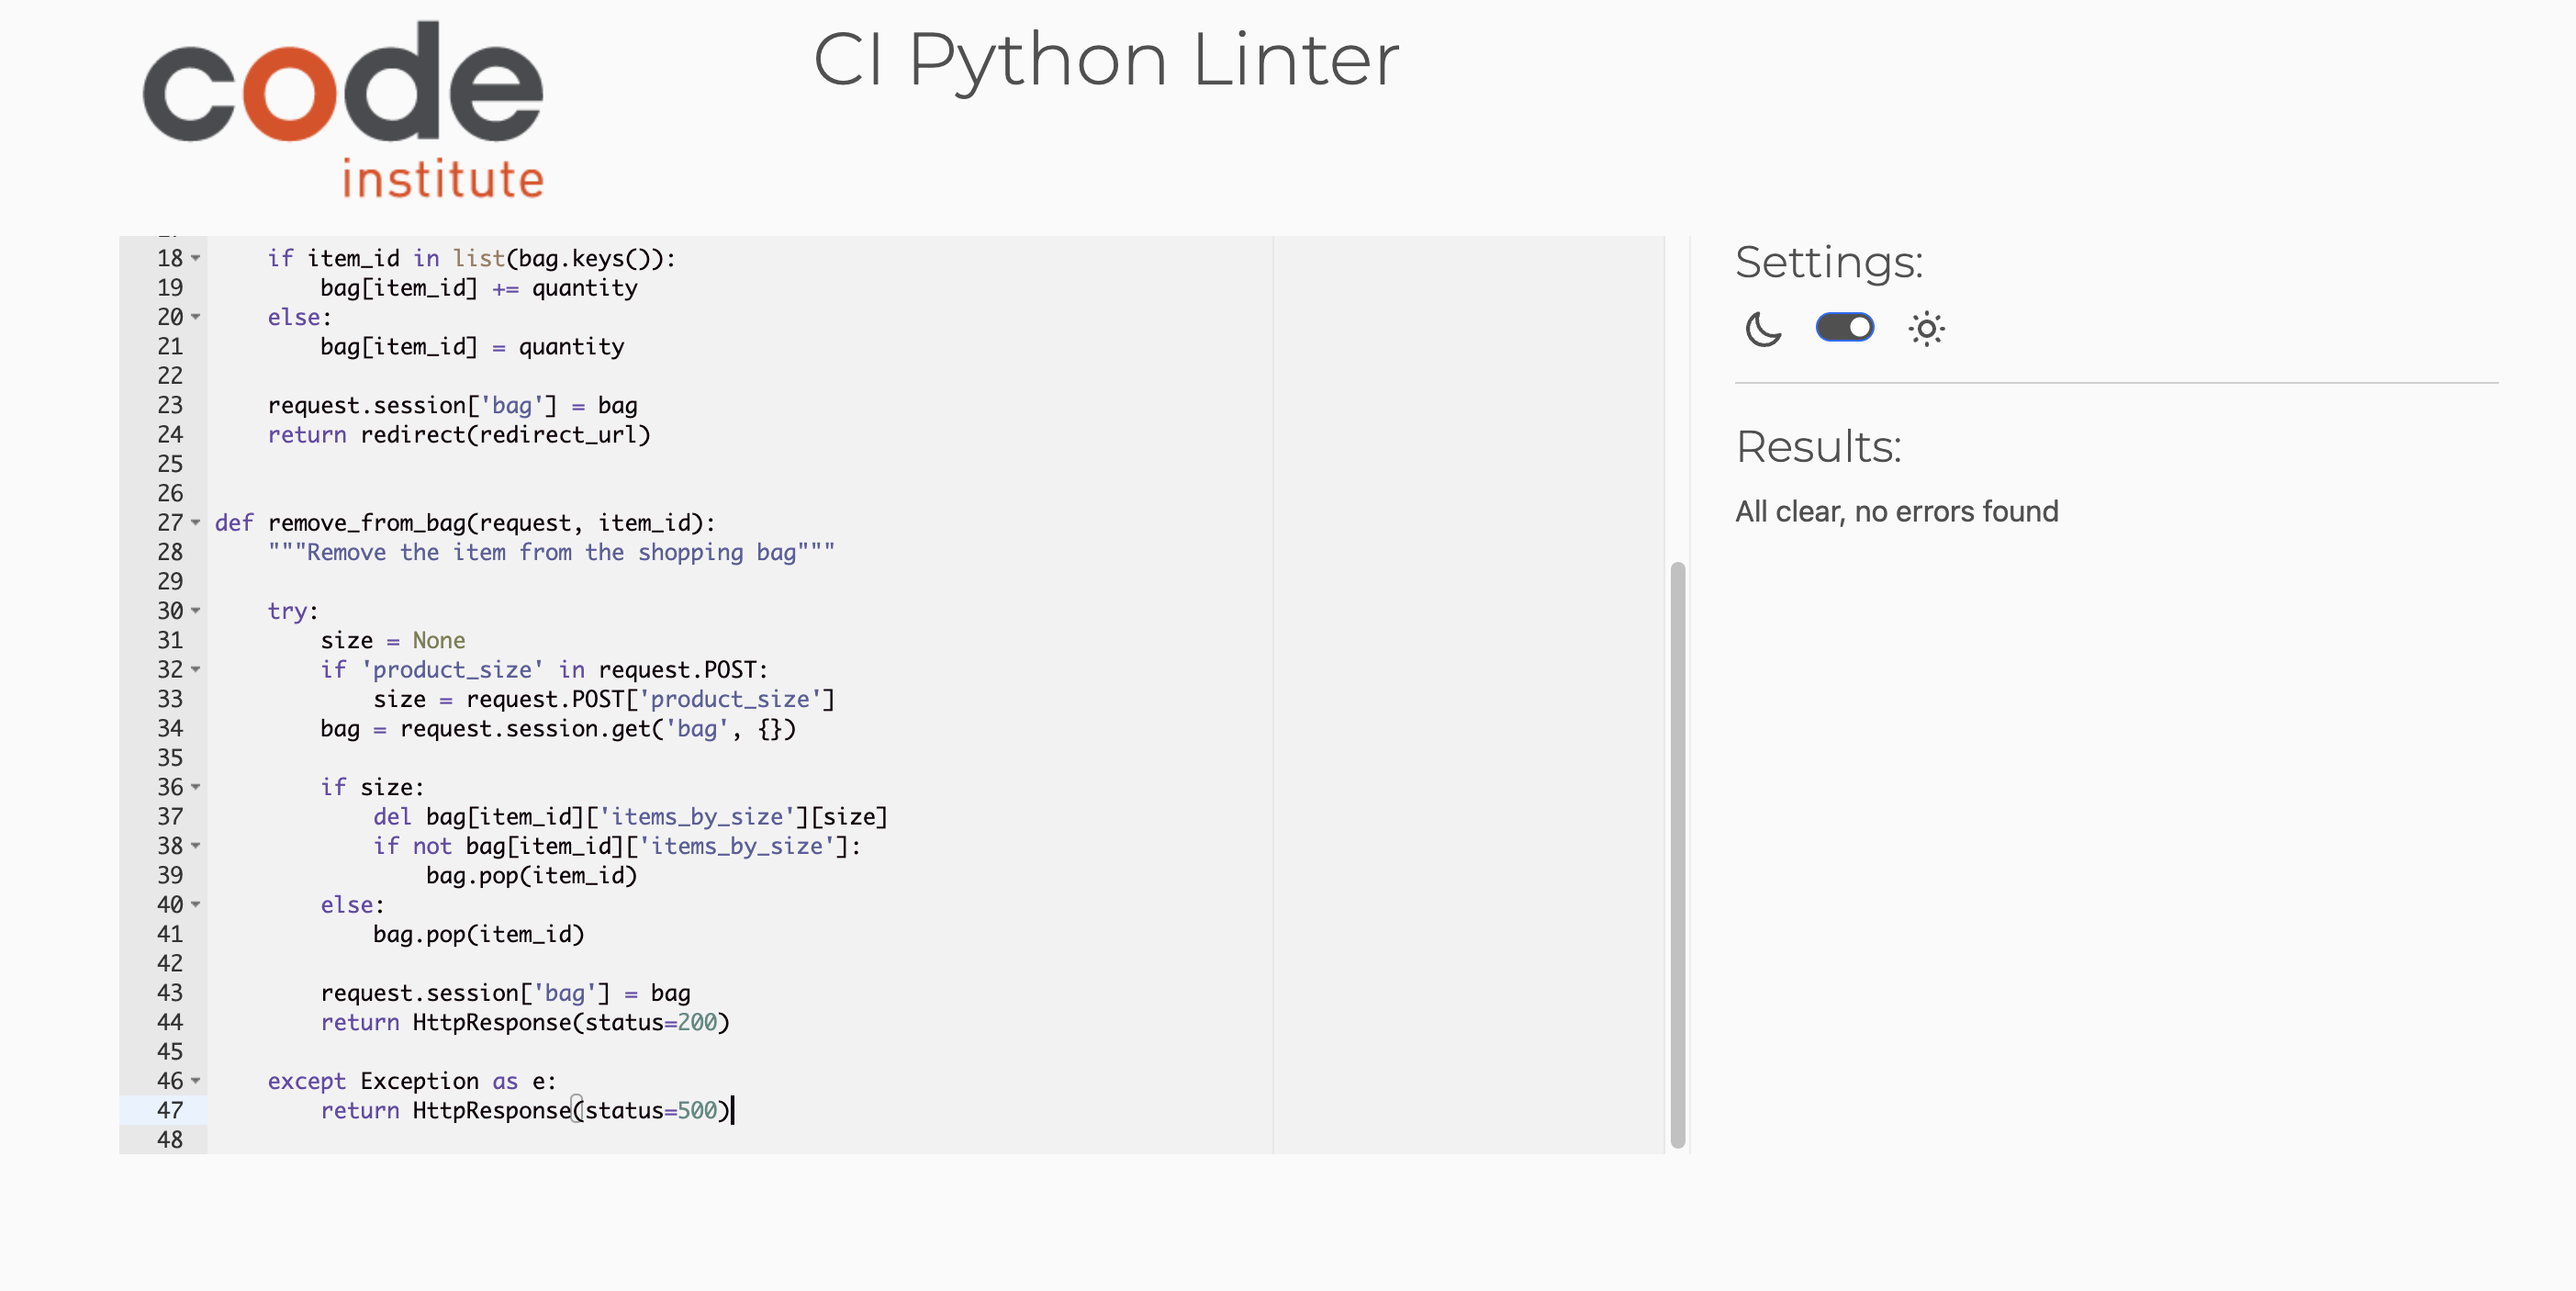 code
institute
CI Python Linter
18 if item_id in list(bag.keys()):
19 bag[item_id] += quantity
20 else:
21 bag[item_id] = quantity
22
23 request.session['bag'] = bag
24 return redirect(redirect_url)
25
26
27 def remove_from_bag(request, item_id):
28 """Remove the item from the shopping bag"""
29
30 try:
31 size = None
32 if 'product_size' in request.POST:
33 size = request.POST['product_size']
34 bag = request.session.get('bag', {})
35
36 if size:
37 del bag[item_id]['items_by_size'][size]
38 if not bag[item_id]['items_by_size']:
39 bag.pop(item_id)
40 else:
41 bag.pop(item_id)
42
43 request.session['bag'] = bag
44 return HttpResponse(status=200)
45
46 except Exception as e:
47 return HttpResponse(status=500)
48
Settings:
Results:
All clear, no errors found